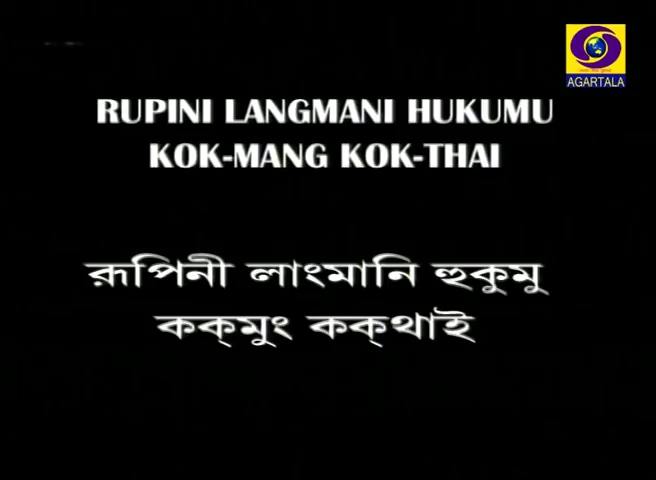 AGARTALA
RUPINI LANGMANI HUKUMU
KOK-MANG KOK-THAI
রূপিনী লাংমানি হুকুমু
কক্‌মুং কক্‌থাই